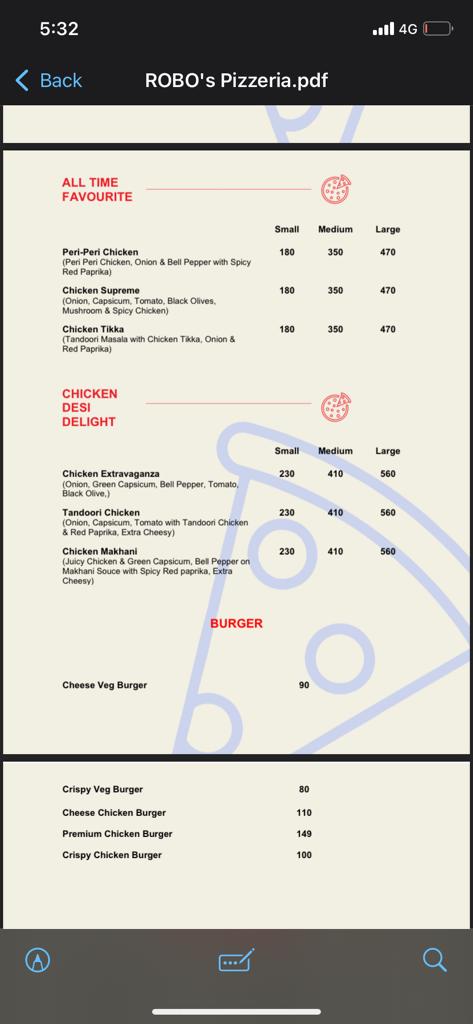 5:32
4G
Back
ROBO's Pizzeria.pdf
ALL TIME
FAVOURITE
Small Medium Large
Peri-Peri Chicken 180 350 470
(Peri Peri Chicken, Onion & Bell Pepper with Spicy
Red Paprika)
Chicken Supreme 180 350 470
(Onion, Capsicum, Tomato, Black Olives,
Mushroom & Spicy Chicken)
Chicken Tikka 180 350 470
(Tandoori Masala with Chicken Tikka, Onion &
Red Paprika)
CHICKEN
DESI
DELIGHT
Small Medium Large
Chicken Extravaganza 230 410 560
(Onion, Green Capsicum, Bell Pepper, Tomato,
Black Olive,)
Tandoori Chicken 230 410 560
(Onion, Capsicum, Tomato with Tandoori Chicken
& Red Paprika, Extra Cheesy)
Chicken Makhani 230 410 560
(Juicy Chicken & Green Capsicum, Bell Pepper on
Makhani Souce with Spicy Red paprika, Extra
Cheesy)
BURGER
Cheese Veg Burger 90
Crispy Veg Burger 80
Cheese Chicken Burger 110
Premium Chicken Burger 149
Crispy Chicken Burger 100